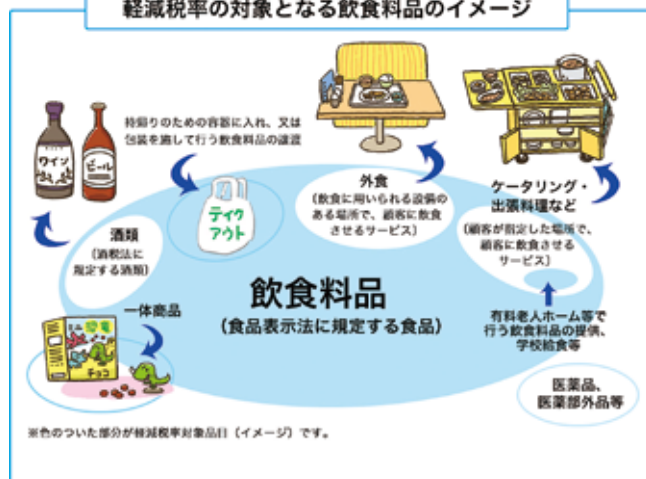 軽減税率の対象となる飲食料品のイメージ
持帰りのための容器に入れ、又は
包装を施して行う飲食料品の譲渡
ワイン
ビール
テイク
アウト
外食
(飲食に用いられる設備の
ある場所で、顧客に飲食
させるサービス)
ケータリング・
出張料理など
(顧客が指定した場所で、
顧客に飲食させる
サービス)
酒類
(酒税法に
規定する酒類)
飲食料品
(食品表示法に規定する食品)
一体商品
ミニ
恐竜
チョコ
有料老人ホーム等で
行う飲食料品の提供、
学校給食等
医薬品、
医薬部外品等
※色のついた部分が軽減税率対象品目(イメージ)です。